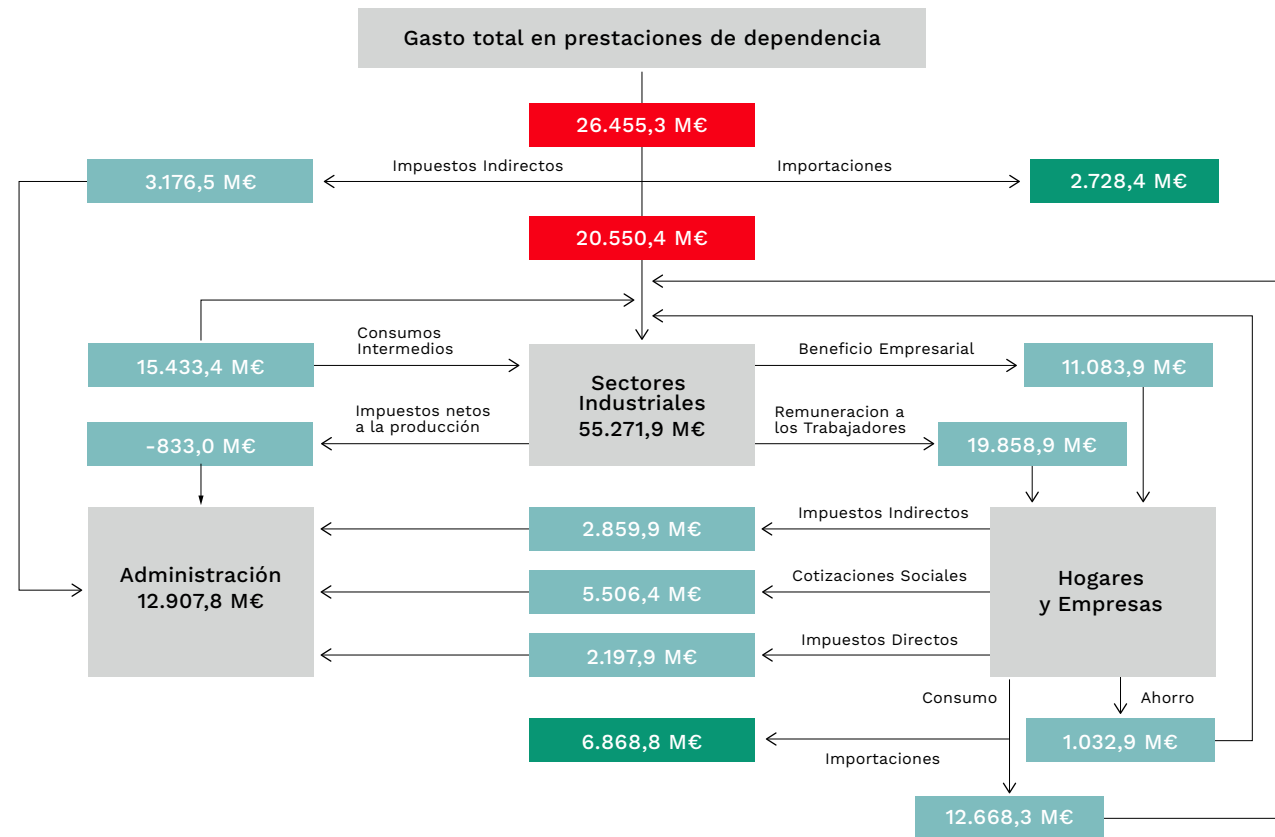 Gasto total en prestaciones de dependencia
26.455,3 M€
Impuestos Indirectos
Importaciones
3.176,5 M€
2.728,4 M€
20.550,4 M€
Consumos
Intermedios
Beneficio Empresarial
15.433,4 M€
11.083,9 M€
Sectores
Industriales
55.271,9 M€
Impuestos netos
a la producción
Remuneracion a
los Trabajadores
-833,0 M€
19.858,9 M€
Impuestos Indirectos
2.859,9 M€
Administración
12.907,8 M€
Cotizaciones Sociales
5.506,4 M€
Hogares
y Empresas
Impuestos Directos
2.197,9 M€
Consumo
Ahorro
6.868,8 M€
1.032,9 M€
Importaciones
12.668,3 M€